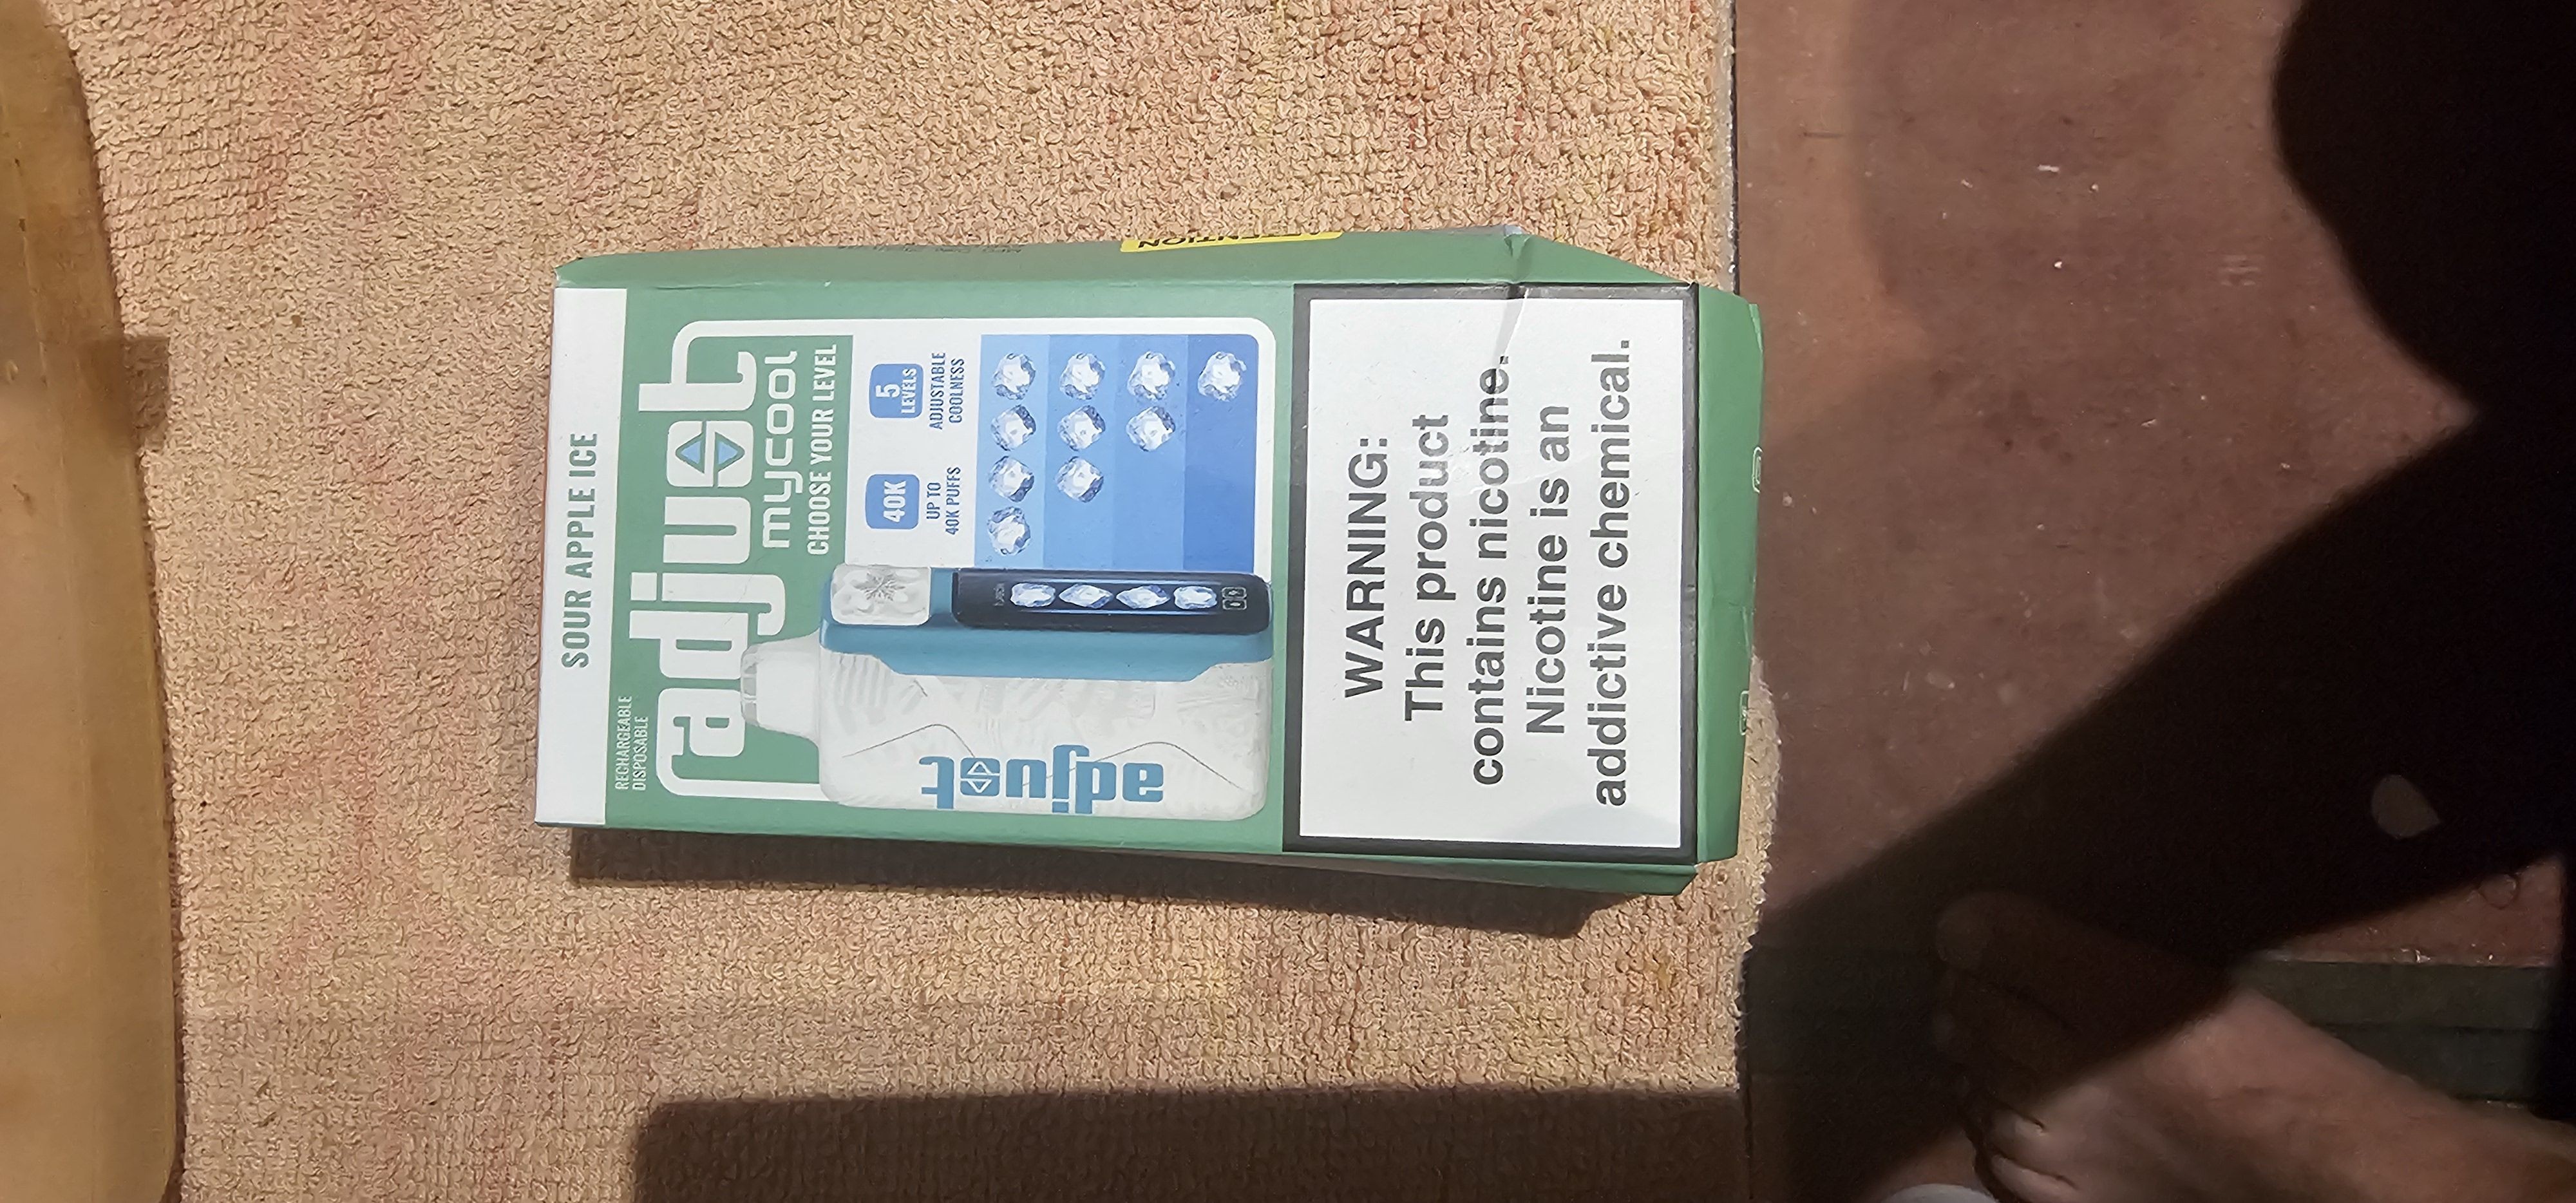 SOUR APPLE ICE
RECHARGEABLE
DISPOSABLE
adjust
mycool
CHOOSE YOUR LEVEL
40K
UP TO
40K PUFFS
5
LEVELS
ADJUSTABLE
COOLNESS
adjust
WARNING:
This product
contains nicotine.
Nicotine is an
addictive chemical.